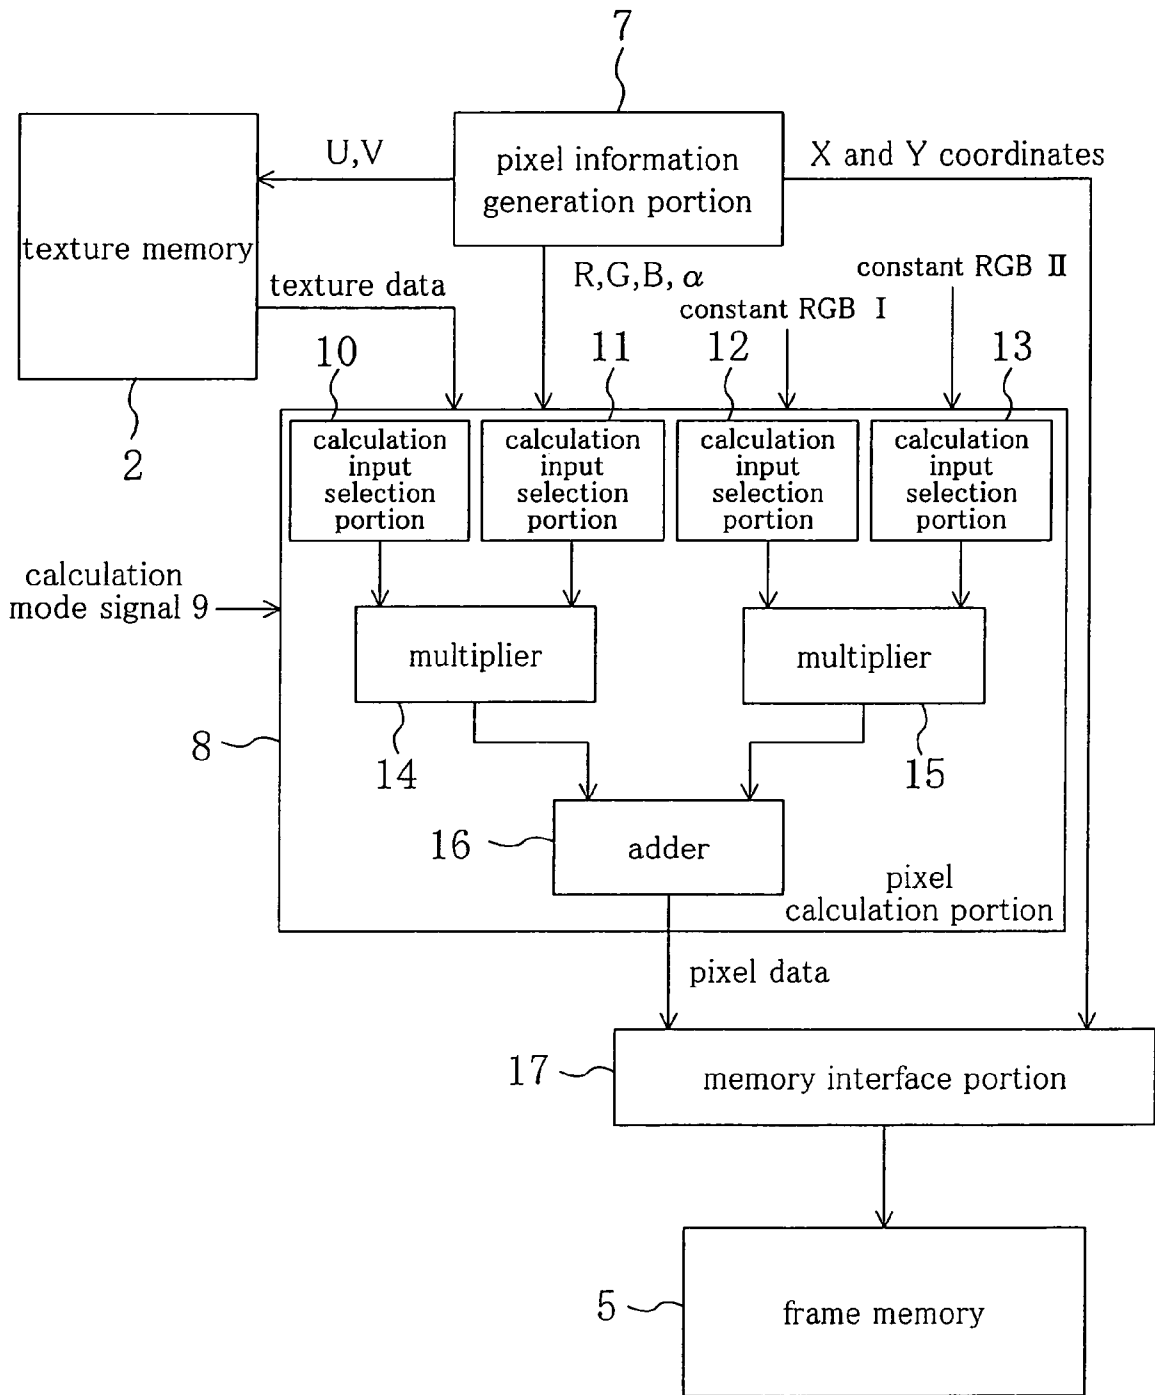 7
U,V
pixel information
generation portion
X and Y coordinates
texture memory
texture data
R,G,B, α
constant RGB I
constant RGB II
10
11
12
13
2
calculation
input
selection
portion
calculation
input
selection
portion
calculation
input
selection
portion
calculation
input
selection
portion
calculation
mode signal 9
multiplier
multiplier
8
14
15
16
adder
pixel
calculation portion
pixel data
17
memory interface portion
5
frame memory